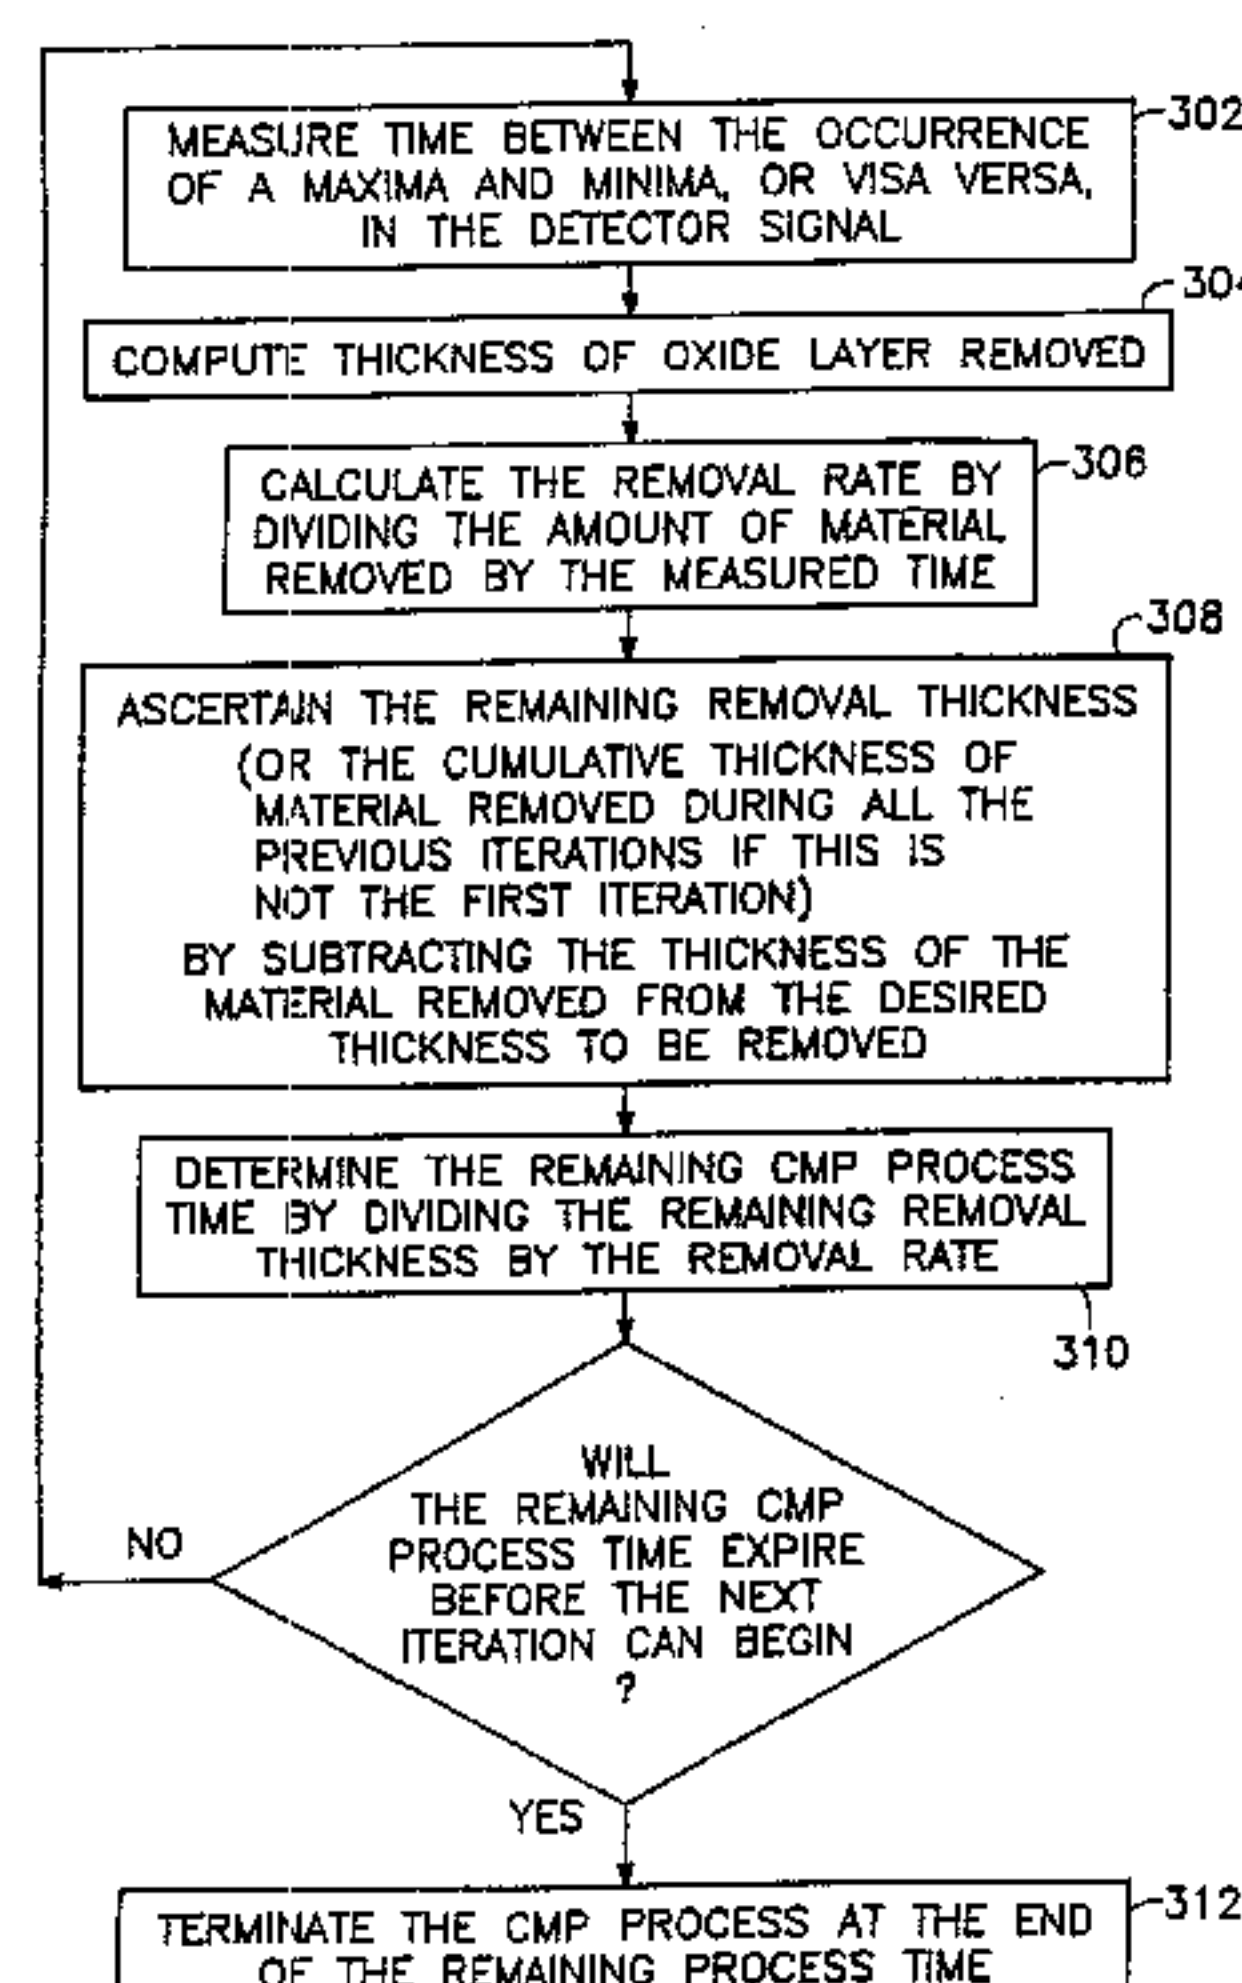 302
MEASURE TIME BETWEEN THE OCCURRENCE
OF A MAXIMA AND MINIMA, OR VISA VERSA,
IN THE DETECTOR SIGNAL
304
COMPUTE THICKNESS OF OXIDE LAYER REMOVED
306
CALCULATE THE REMOVAL RATE BY
DIVIDING THE AMOUNT OF MATERIAL
REMOVED BY THE MEASURED TIME
308
ASCERTAIN THE REMAINING REMOVAL THICKNESS
(OR THE CUMULATIVE THICKNESS OF
MATERIAL REMOVED DURING ALL THE
PREVIOUS ITERATIONS IF THIS IS
NOT THE FIRST ITERATION)
BY SUBTRACTING THE THICKNESS OF THE
MATERIAL REMOVED FROM THE DESIRED
THICKNESS TO BE REMOVED
DETERMINE THE REMAINING CMP PROCESS
TIME BY DIVIDING THE REMAINING REMOVAL
THICKNESS BY THE REMOVAL RATE
310
WILL
THE REMAINING CMP
PROCESS TIME EXPIRE
BEFORE THE NEXT
ITERATION CAN BEGIN
?
NO
YES
312
TERMINATE THE CMP PROCESS AT THE END
OF THE REMAINING PROCESS TIME